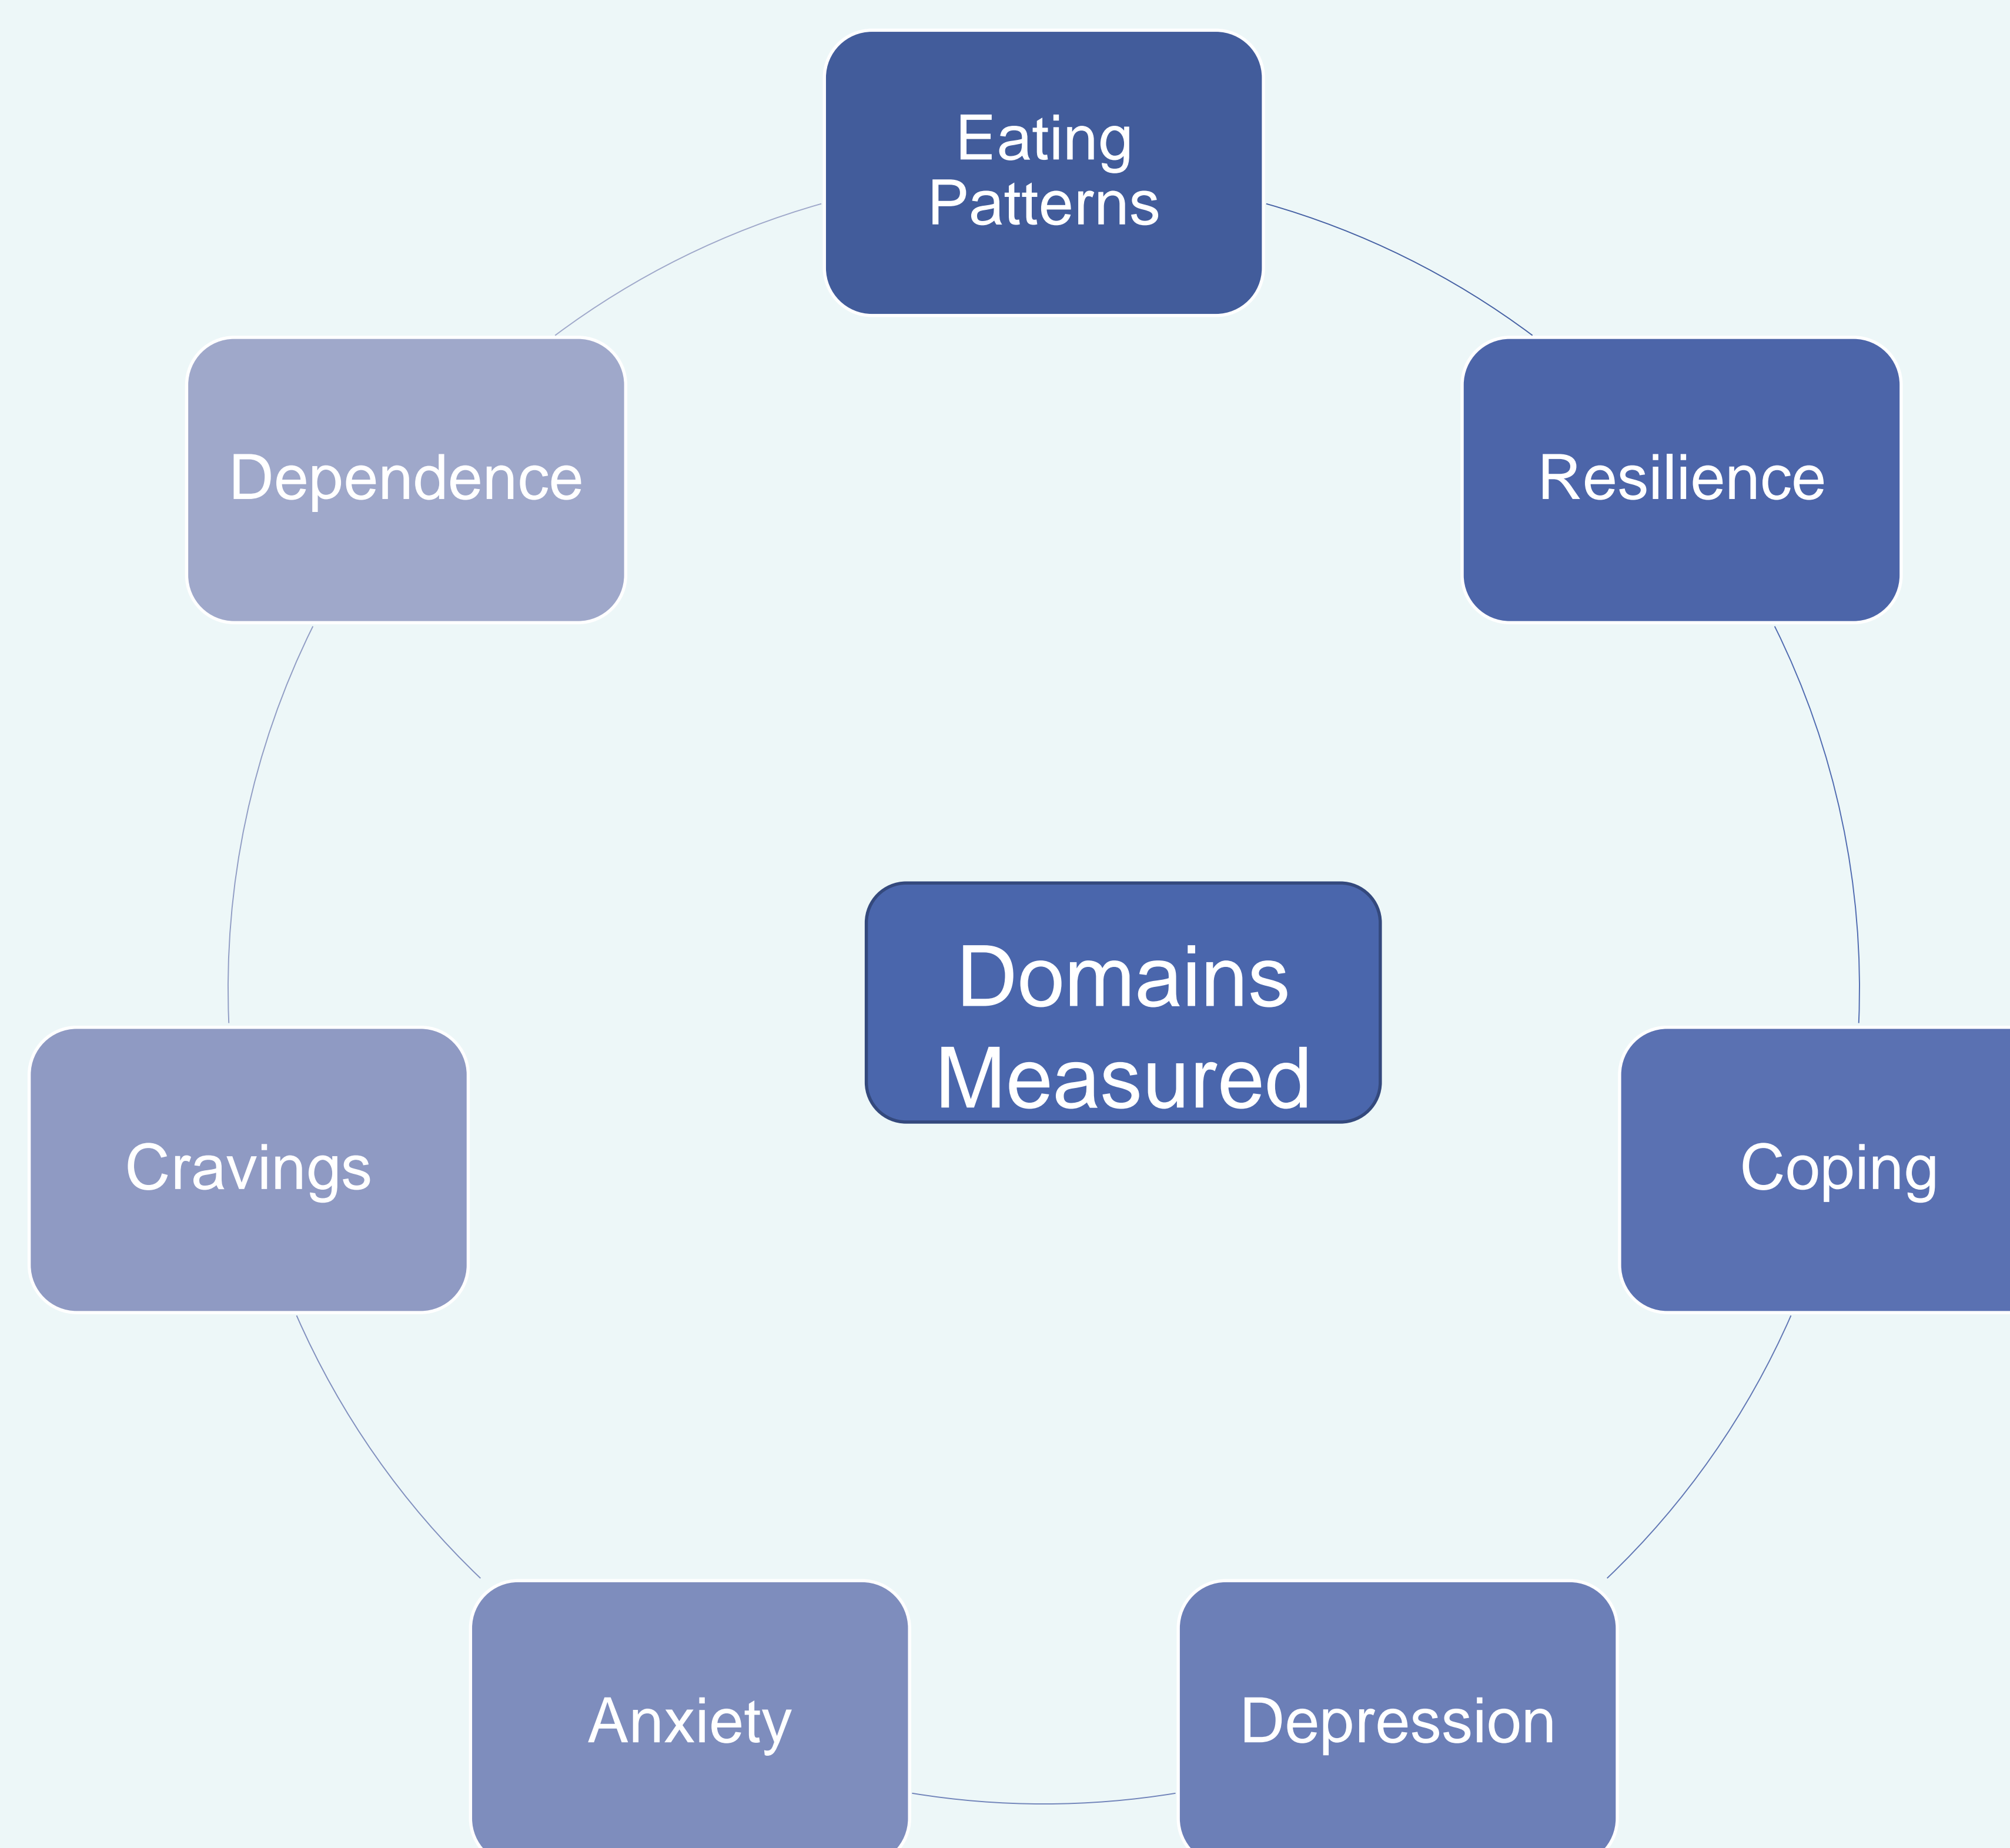 Eating
Patterns
Dependence
Resilience
Domains
Measured
Cravings
Coping
Anxiety
Depression